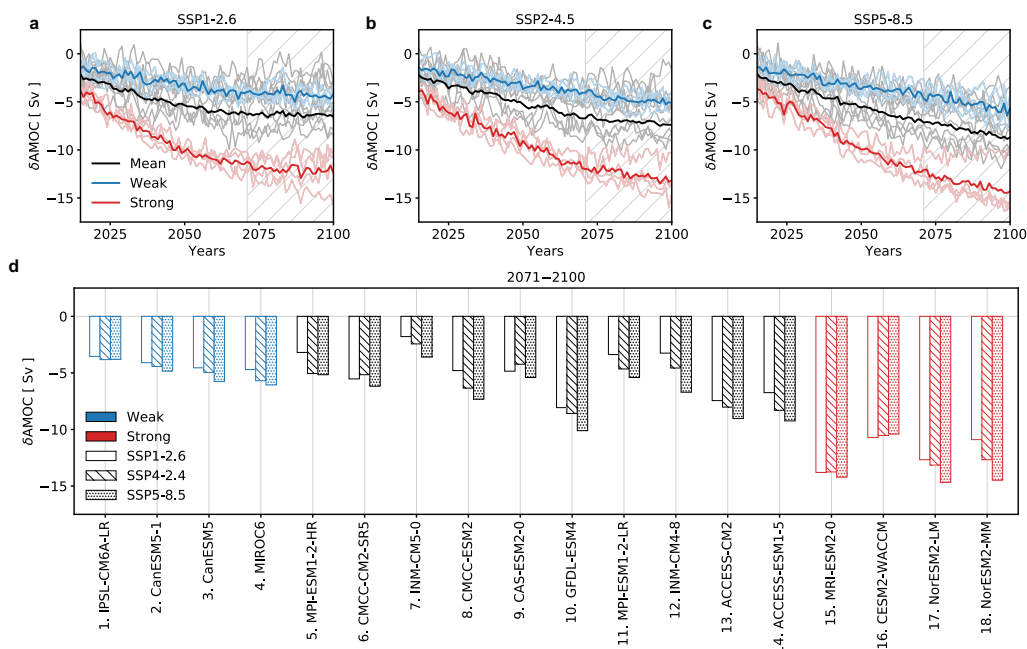 a
SSP1-2.6
b
SSP2-4.5
c
SSP5-8.5
δAMOC [ Sv ]
0
−5
−10
−15
Mean
Weak
Strong
2025
2050
2075
2100
Years
δAMOC [ Sv ]
0
−5
−10
−15
2025
2050
2075
2100
Years
δAMOC [ Sv ]
0
−5
−10
−15
2025
2050
2075
2100
Years
d
2071−2100
δAMOC [ Sv ]
0
−5
−10
−15
Weak
Strong
SSP1-2.6
SSP4-2.4
SSP5-8.5
1. IPSL-CM6A-LR
2. CanESM5-1
3. CanESM5
4. MIROC6
5. MPI-ESM1-2-HR
6. CMCC-CM2-SR5
7. INM-CM5-0
8. CMCC-ESM2
9. CAS-ESM2-0
10. GFDL-ESM4
11. MPI-ESM1-2-LR
12. INM-CM4-8
13. ACCESS-CM2
4. ACCESS-ESM1-5
15. MRI-ESM2-0
16. CESM2-WACCM
17. NorESM2-LM
18. NorESM2-MM